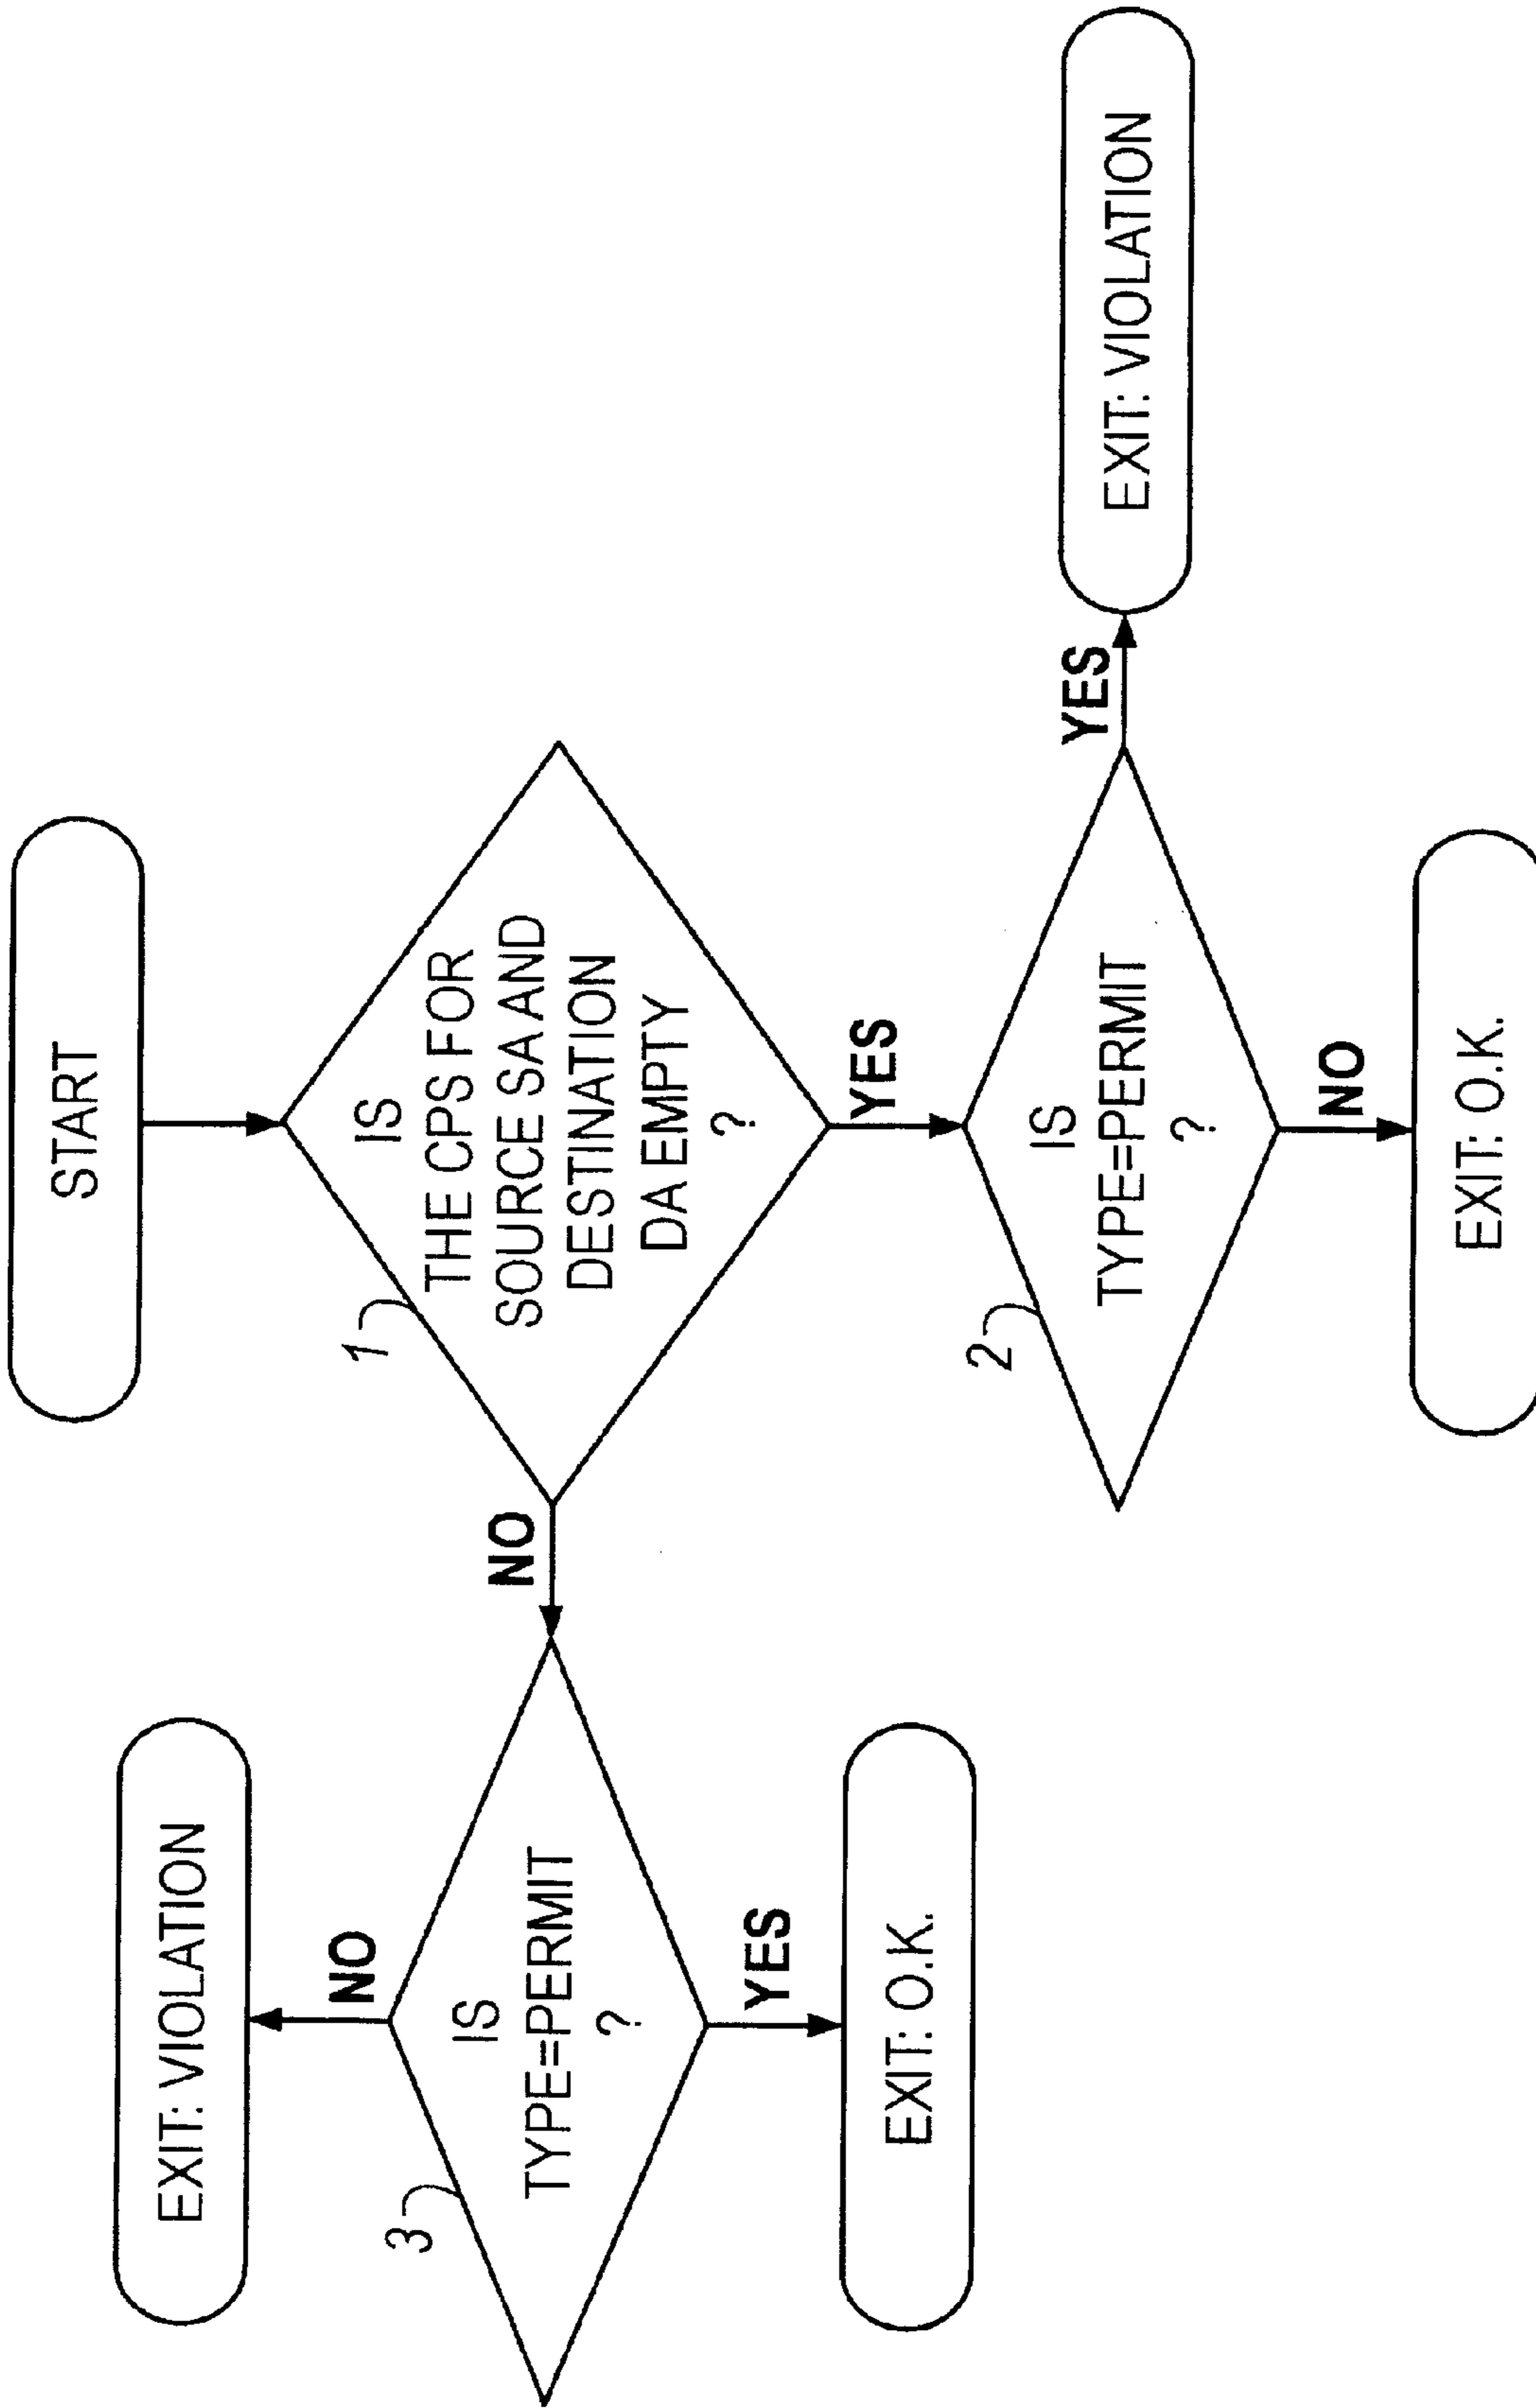 START
1
IS
THE CPS FOR
SOURCE SA AND
DESTINATION
DA EMPTY
?
NO
YES
3
IS
TYPE=PERMIT
?
NO
EXIT: VIOLATION
YES
EXIT: O.K.
2
IS
TYPE=PERMIT
?
YES
EXIT: VIOLATION
NO
EXIT: O.K.